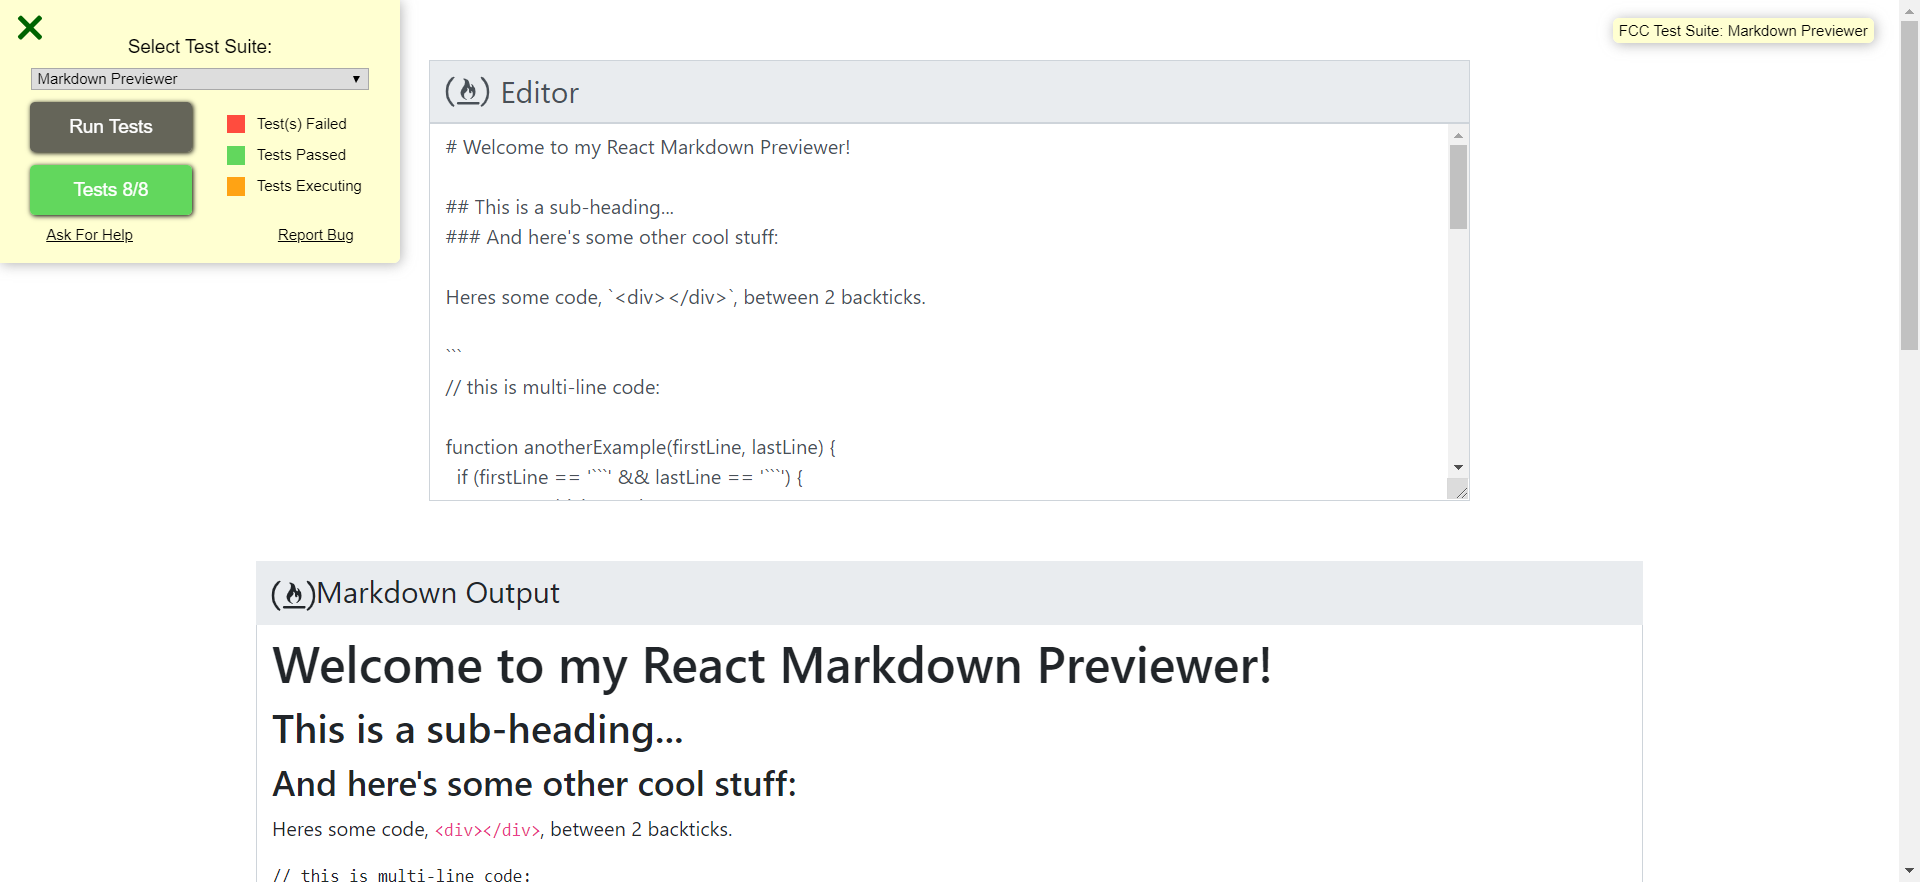 Select Test Suite:
Markdown Previewer
Run Tests
Tests 8/8
Test(s) Failed
Tests Passed
Tests Executing
Ask For Help
Report Bug
FCC Test Suite: Markdown Previewer
Editor
# Welcome to my React Markdown Previewer!
## This is a sub-heading...
### And here's some other cool stuff:
Heres some code, `<div></div>`, between 2 backticks.
```
// this is multi-line code:
function anotherExample(firstLine, lastLine) {
if (firstLine == '```' && lastLine == '```') {
Markdown Output
Welcome to my React Markdown Previewer!
This is a sub-heading...
And here's some other cool stuff:
Heres some code, <div></div>, between 2 backticks.
// this is multi-line code: